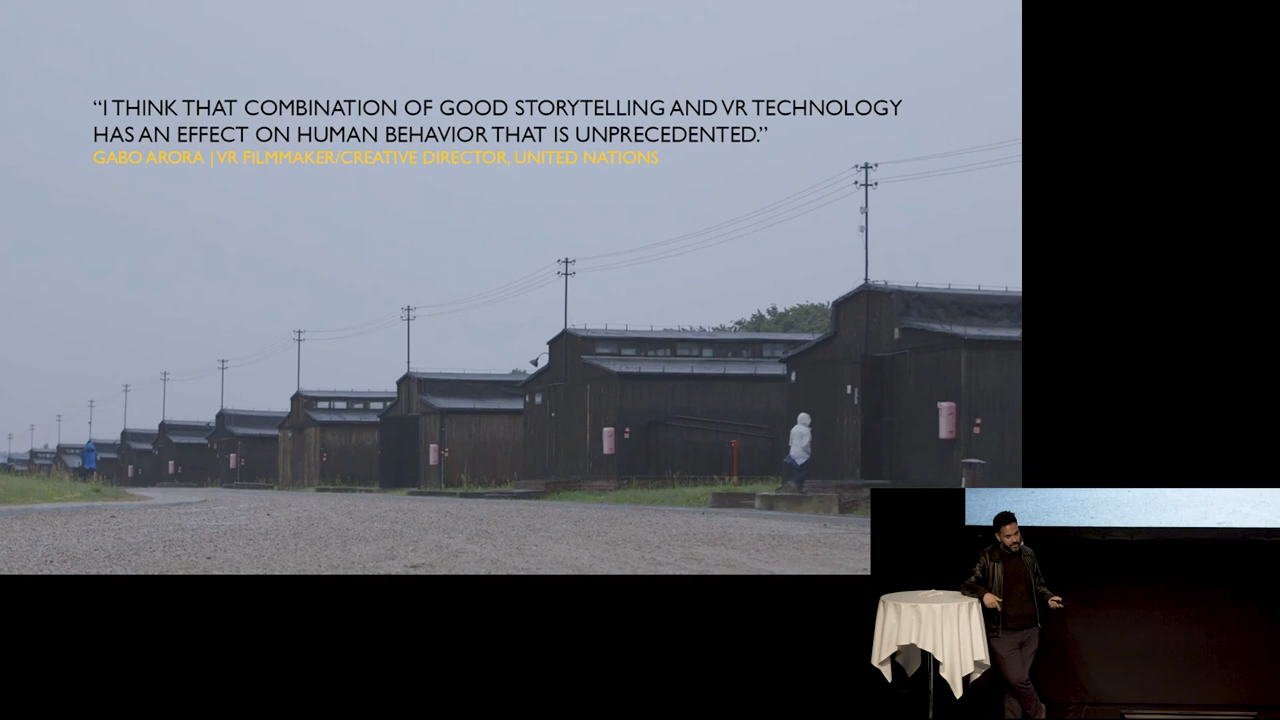 “I THINK THAT COMBINATION OF GOOD STORYTELLING AND VR TECHNOLOGY
HAS AN EFFECT ON HUMAN BEHAVIOR THAT IS UNPRECEDENTED.”
GABO ARORA | VR FILMMAKER/CREATIVE DIRECTOR, UNITED NATIONS